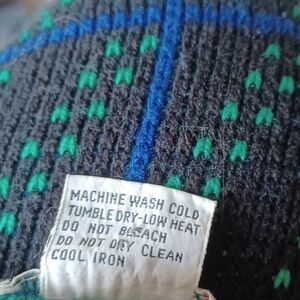 MACHINE WASH COLD
TUMBLE DRY-LOW HEAT
DO NOT BLEACH
DO NOT DRY CLEAN
COOL IRON